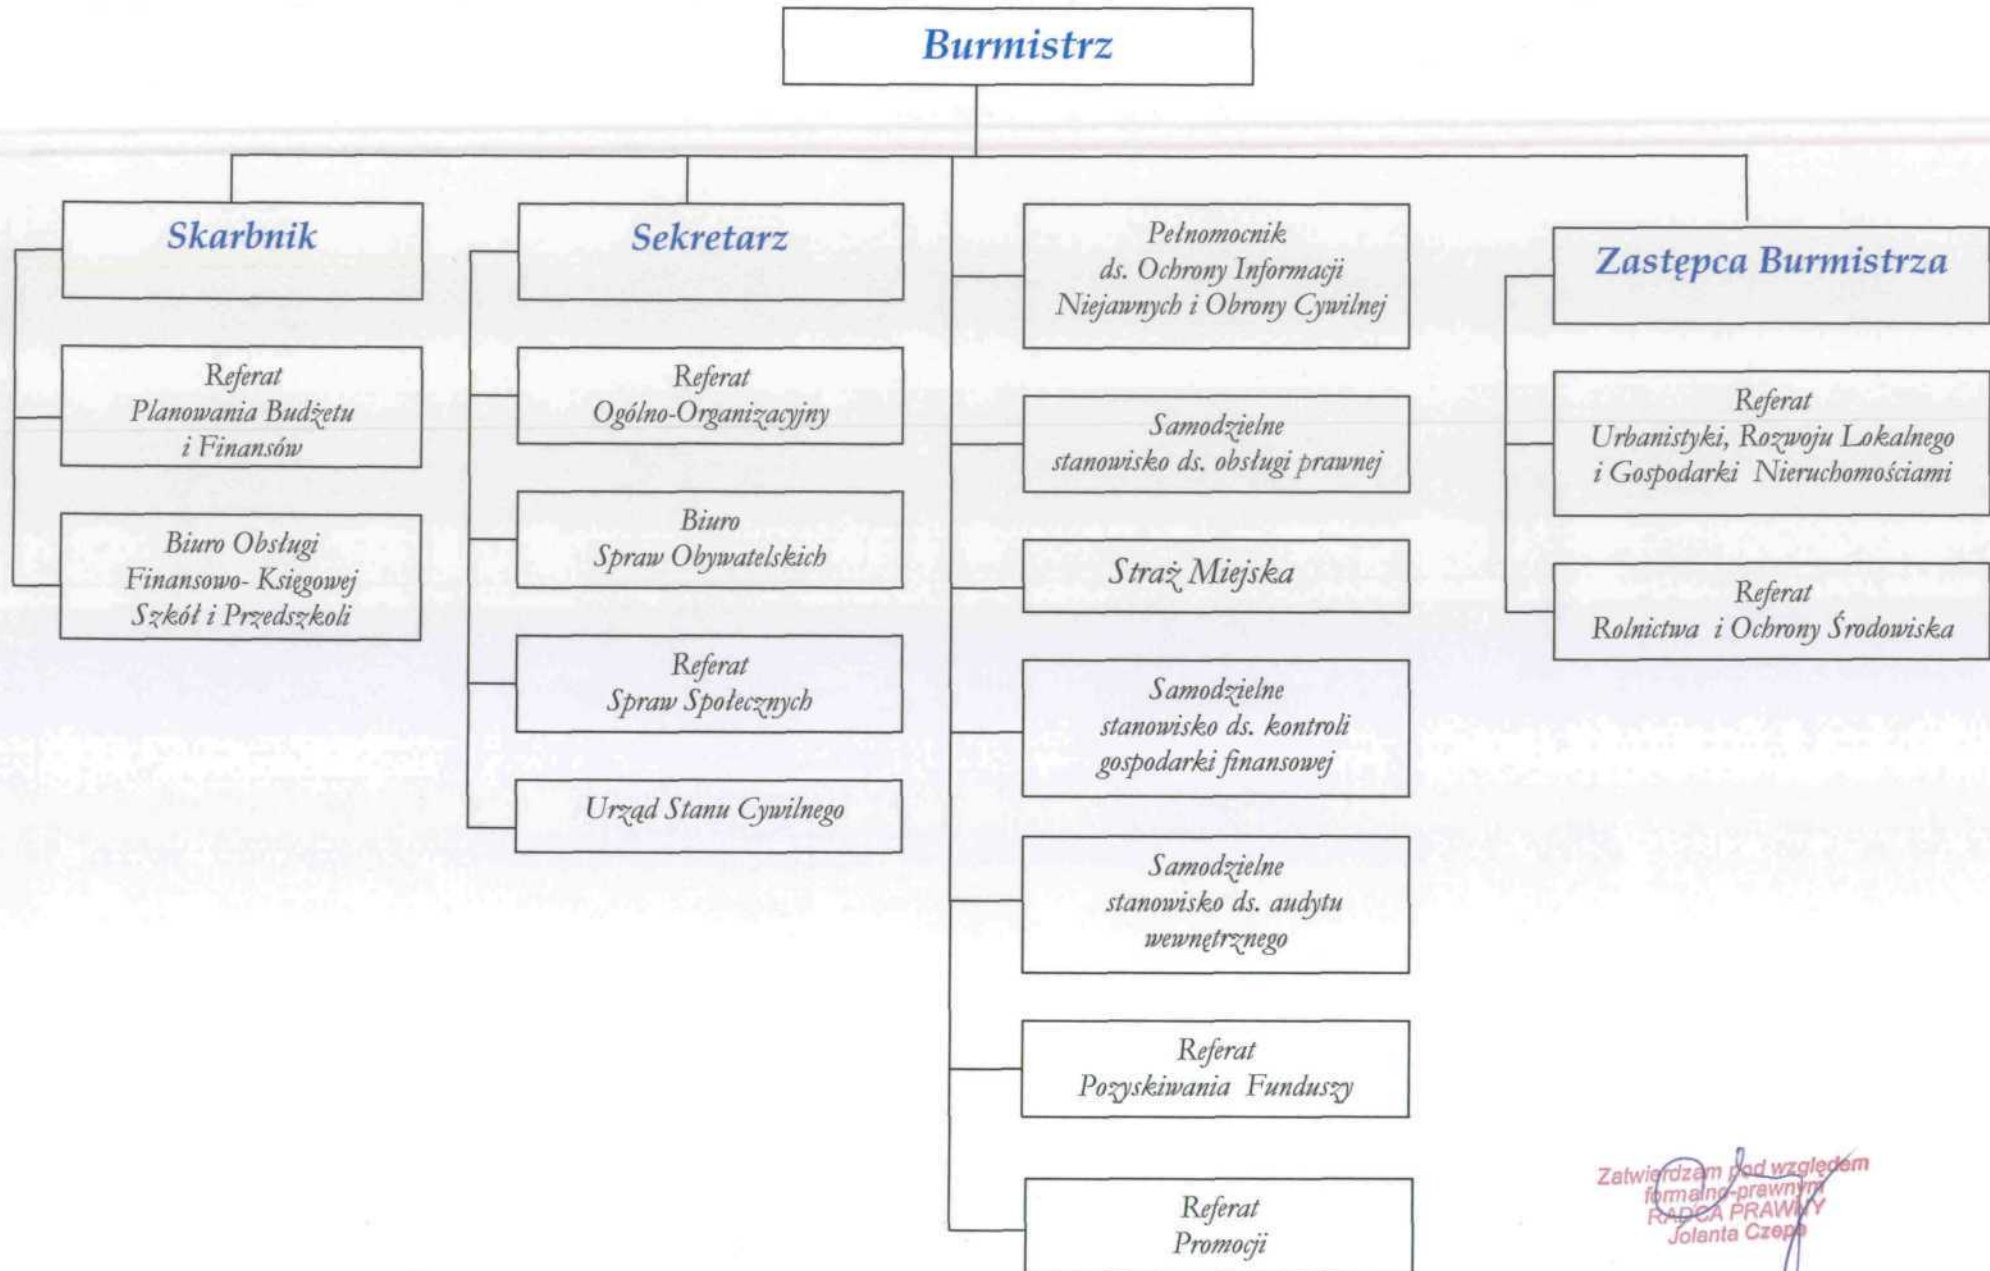 Burmistrz
Skarbnik
Referat
Planowania Budżetu
i Finansów
Biuro Obsługi
Finansowo- Księgowej
Szkół i Przedszkoli
Sekretarz
Referat
Ogólno-Organizacyjny
Biuro
Spraw Obywatelskich
Referat
Spraw Społecznych
Urząd Stanu Cywilnego
Pełnomocnik
ds. Ochrony Informacji
Niejawnych i Obrony Cywilnej
Samodzielne
stanowisko ds. obsługi prawnej
Straż Miejska
Samodzielne
stanowisko ds. kontroli
gospodarki finansowej
Samodzielne
stanowisko ds. audytu
wewnętrznego
Referat
Pozyskiwania Funduszy
Referat
Promocji
Zastępca Burmistrza
Referat
Urbanistyki, Rozwoju Lokalnego
i Gospodarki Nieruchomościami
Referat
Rolnictwa i Ochrony Środowiska
Zatwierdzam pod względem
formalno-prawnym
RADCA PRAWNY
Jolanta Czepa